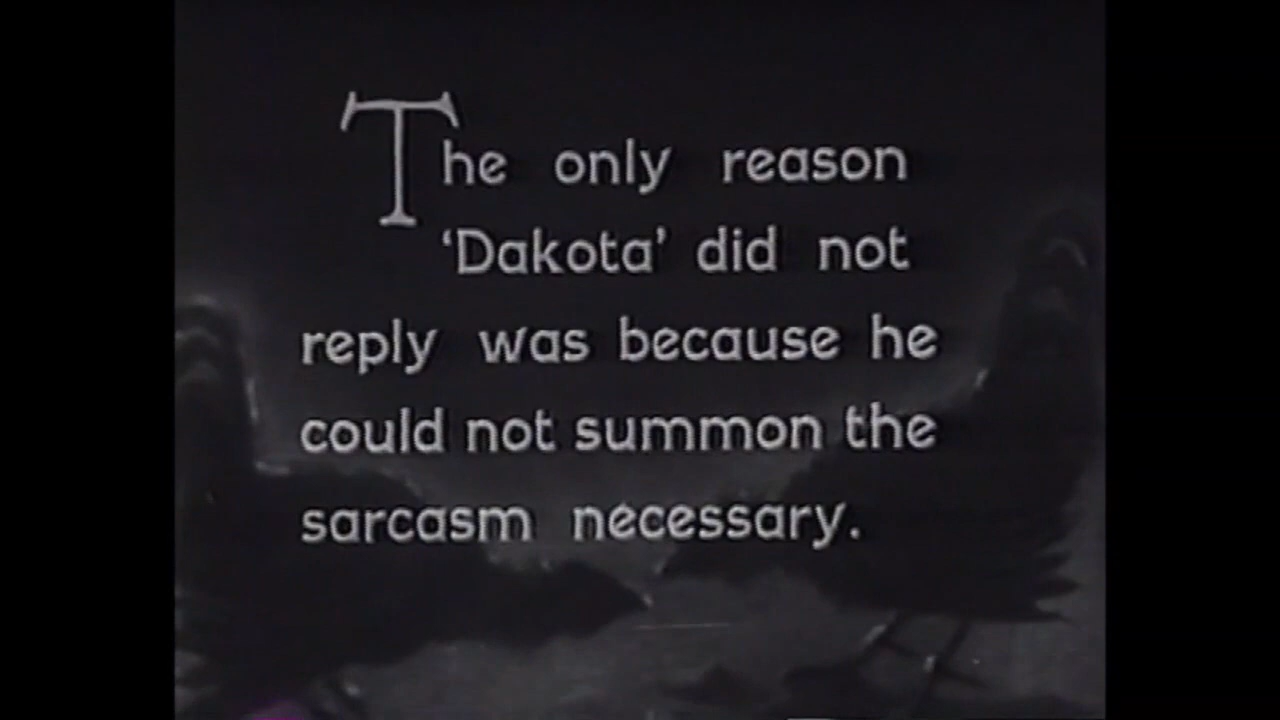 The only reason
‘Dakota’ did not
reply was because he
could not summon the
sarcasm necessary.